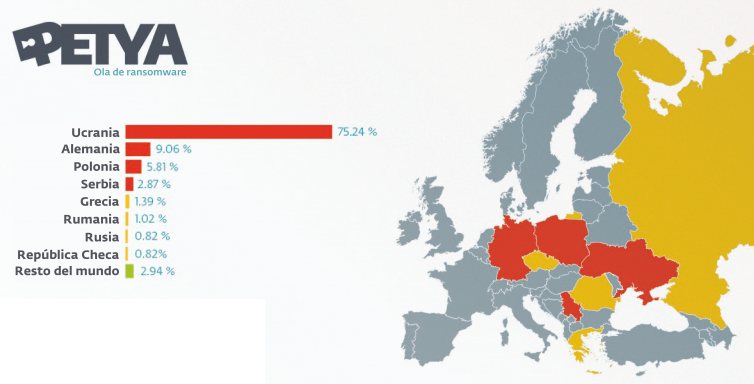 PETYA
Ola de ransomware
Ucrania 75.24 %
Alemania 9.06 %
Polonia 5.81 %
Serbia 2.87 %
Grecia 1.39 %
Rumania 1.02 %
Rusia 0.82 %
República Checa 0.82%
Resto del mundo 2.94 %